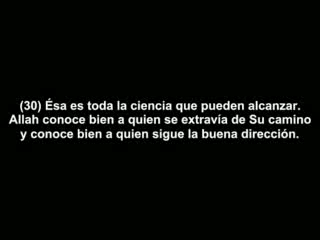 (30) Ésa es toda la ciencia que pueden alcanzar.
Allah conoce bien a quien se extravía de Su camino
y conoce bien a quien sigue la buena dirección.